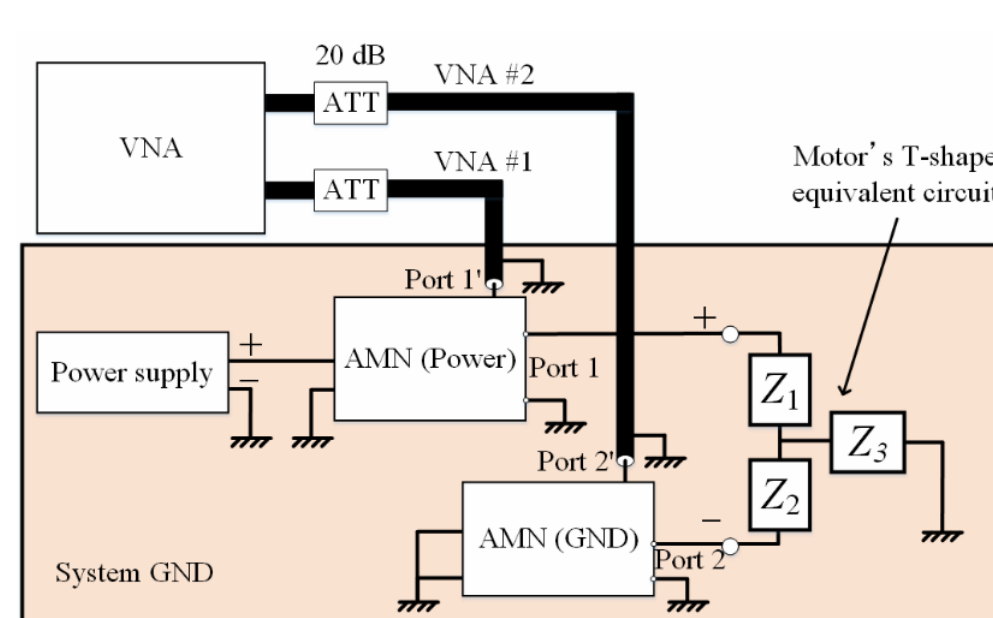 20 dB
VNA #2
ATT
VNA
VNA #1
ATT
Motor’s T-shape
equivalent circuit
Port 1'
+
+
Power supply
−
AMN (Power)
Port 1
Z1
Z3
Port 2'
Z2
−
AMN (GND)
Port 2
System GND